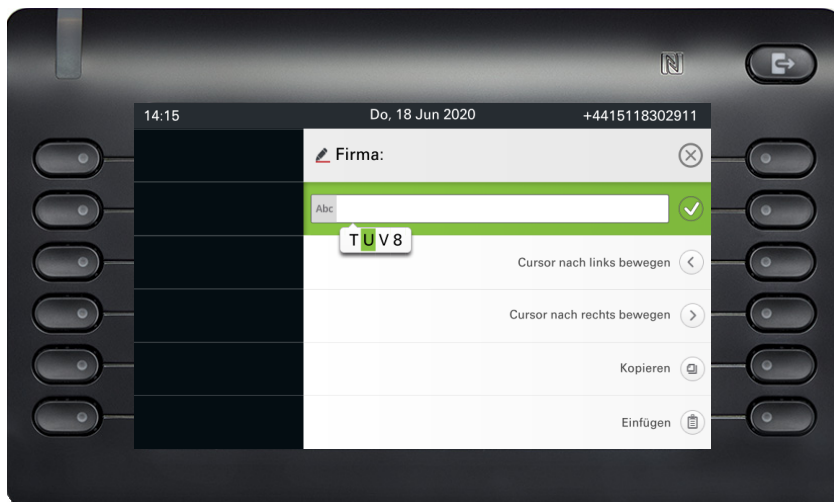 14:15 Do, 18 Jun 2020 +4415118302911
Firma:
Abc
T U V 8
Cursor nach links bewegen
Cursor nach rechts bewegen
Kopieren
Einfügen